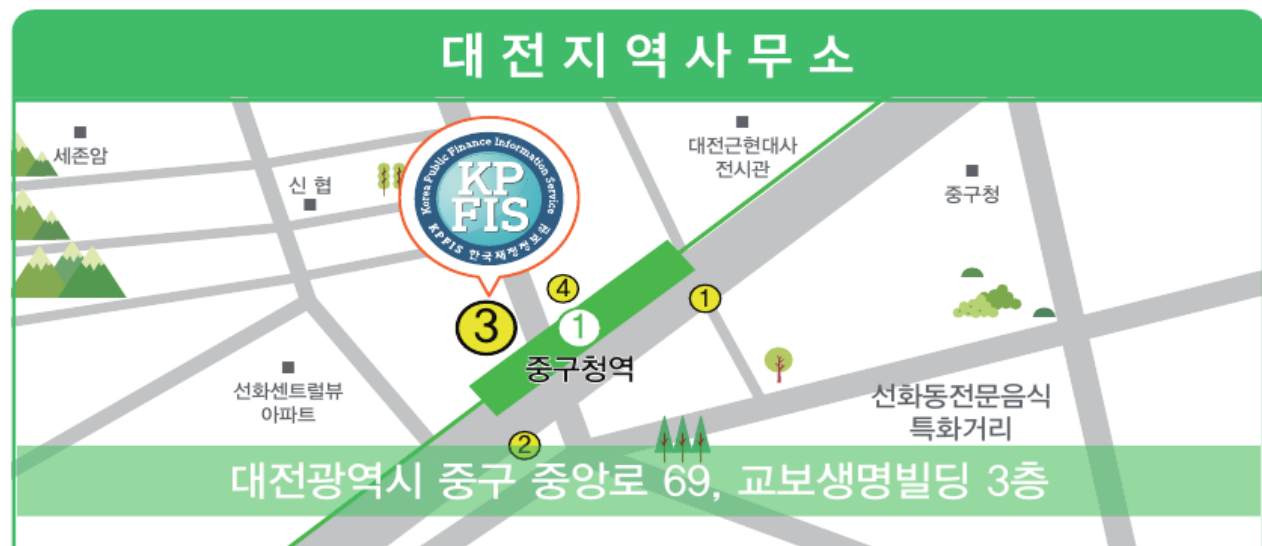 대전지역사무소
세존암
신 협
Korea Public Finance Information Service
KP
FIS
KPFIS 한국재정정보원
대전근현대사
전시관
중구청
4
1
3
1
중구청역
선화센트럴뷰
아파트
선화동전문음식
특화거리
2
대전광역시 중구 중앙로 69, 교보생명빌딩 3층